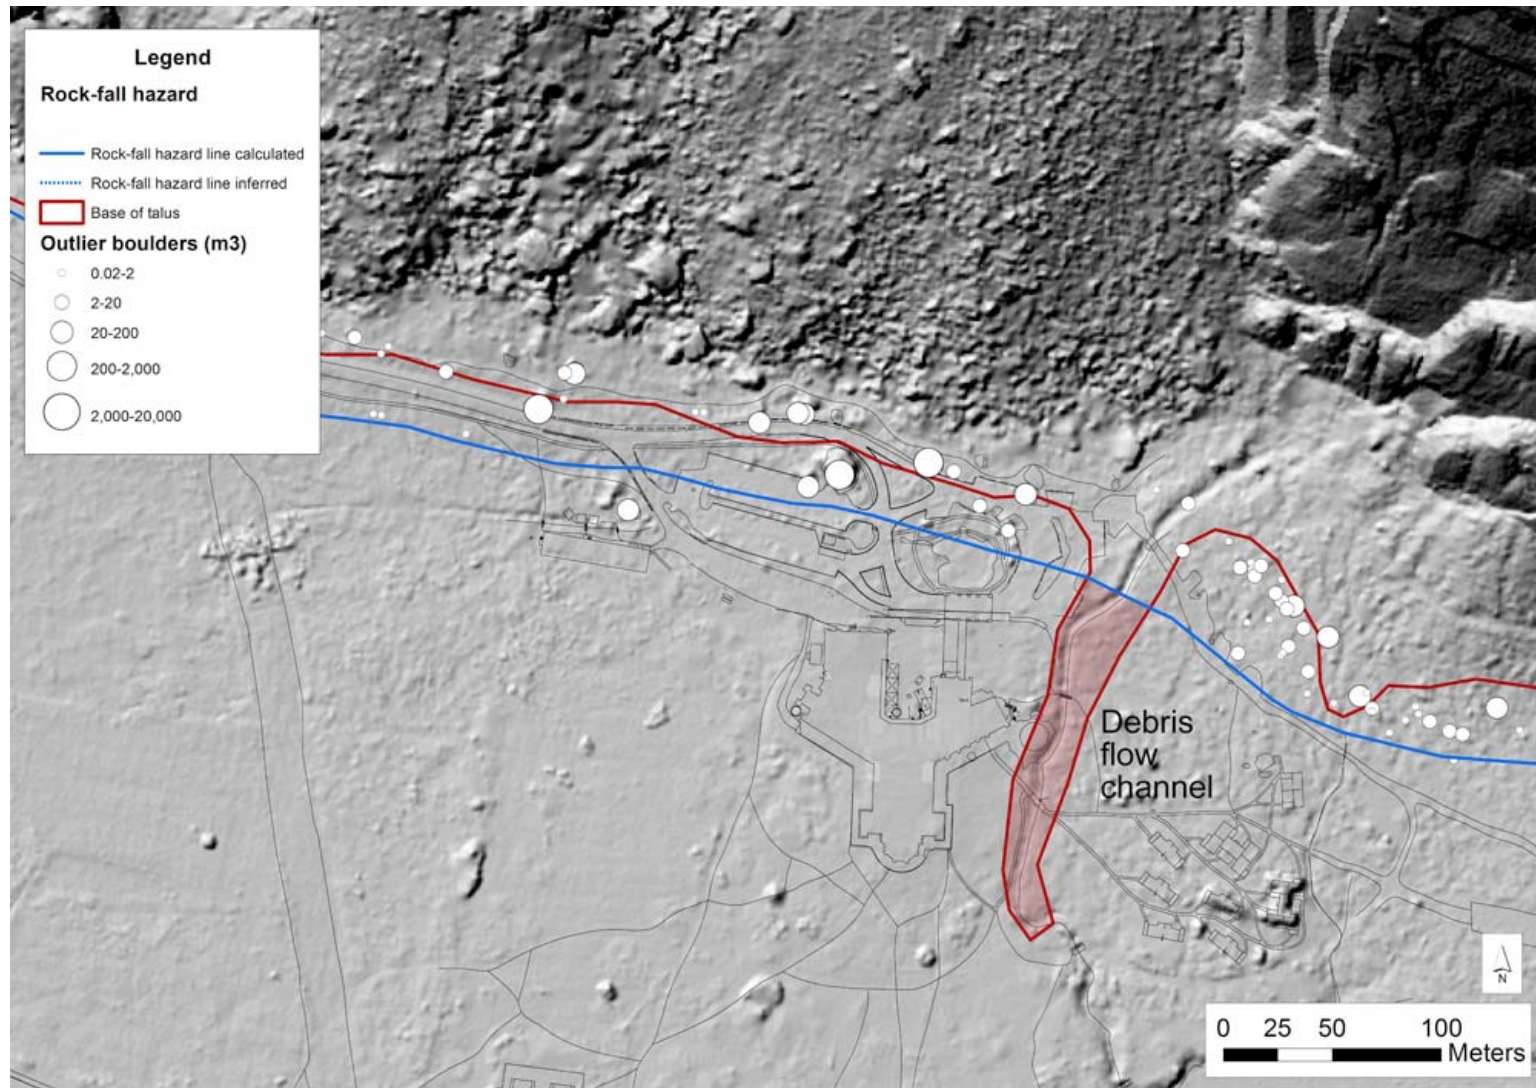 Legend
Rock-fall hazard
Rock-fall hazard line calculated
Rock-fall hazard line inferred
Base of talus
Outlier boulders (m3)
0.02-2
2-20
20-200
200-2,000
2,000-20,000
Debris
flow
channel
N
0 25 50 100
Meters